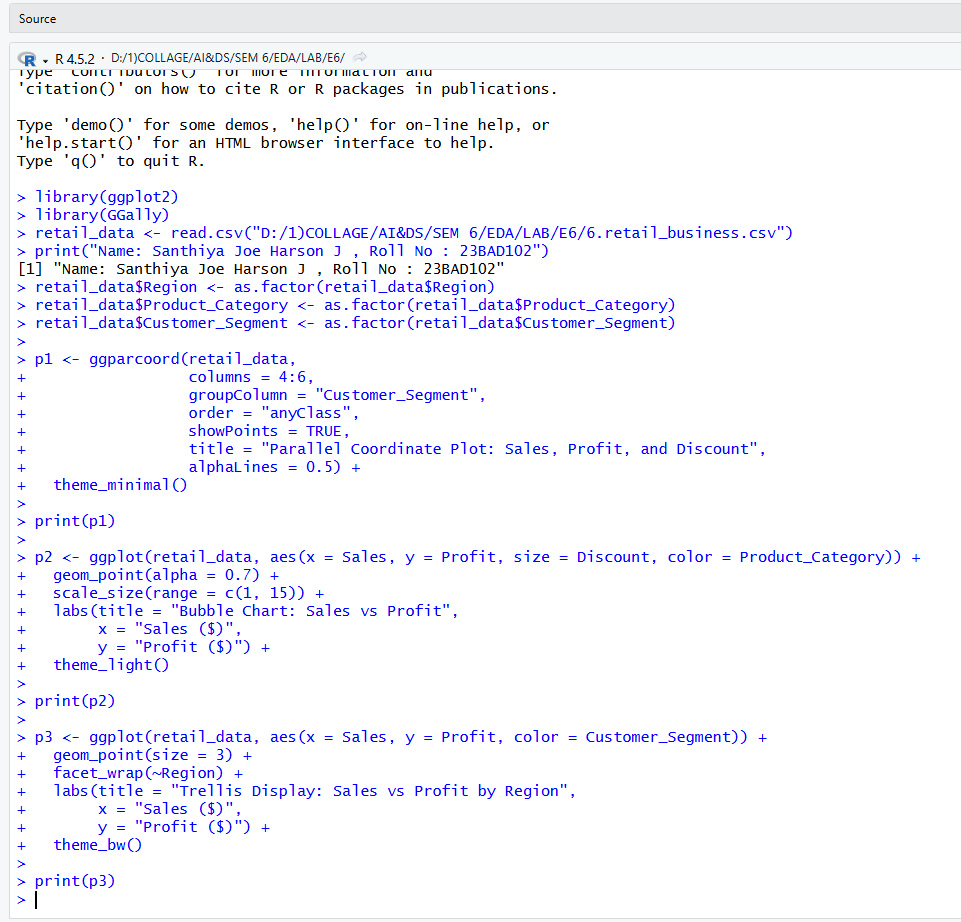 Source
R 4.5.2 · D:/1)COLLAGE/AI&DS/SEM 6/EDA/LAB/E6/
Type 'contributors()' for more information and
'citation()' on how to cite R or R packages in publications.
Type 'demo()' for some demos, 'help()' for on-line help, or
'help.start()' for an HTML browser interface to help.
Type 'q()' to quit R.
> library(ggplot2)
> library(GGally)
> retail_data <- read.csv("D:/1)COLLAGE/AI&DS/SEM 6/EDA/LAB/E6/6.retail_business.csv")
> print("Name: Santhiya Joe Harson J , Roll No : 23BAD102")
[1] "Name: Santhiya Joe Harson J , Roll No : 23BAD102"
> retail_data$Region <- as.factor(retail_data$Region)
> retail_data$Product_Category <- as.factor(retail_data$Product_Category)
> retail_data$Customer_Segment <- as.factor(retail_data$Customer_Segment)
>
> p1 <- ggparcoord(retail_data,
+                  columns = 4:6,
+                  groupColumn = "Customer_Segment",
+                  order = "anyClass",
+                  showPoints = TRUE,
+                  title = "Parallel Coordinate Plot: Sales, Profit, and Discount",
+                  alphaLines = 0.5) +
+   theme_minimal()
>
> print(p1)
>
> p2 <- ggplot(retail_data, aes(x = Sales, y = Profit, size = Discount, color = Product_Category)) +
+   geom_point(alpha = 0.7) +
+   scale_size(range = c(1, 15)) +
+   labs(title = "Bubble Chart: Sales vs Profit",
+        x = "Sales ($)",
+        y = "Profit ($)") +
+   theme_light()
>
> print(p2)
>
> p3 <- ggplot(retail_data, aes(x = Sales, y = Profit, color = Customer_Segment)) +
+   geom_point(size = 3) +
+   facet_wrap(~Region) +
+   labs(title = "Trellis Display: Sales vs Profit by Region",
+        x = "Sales ($)",
+        y = "Profit ($)") +
+   theme_bw()
>
> print(p3)
>